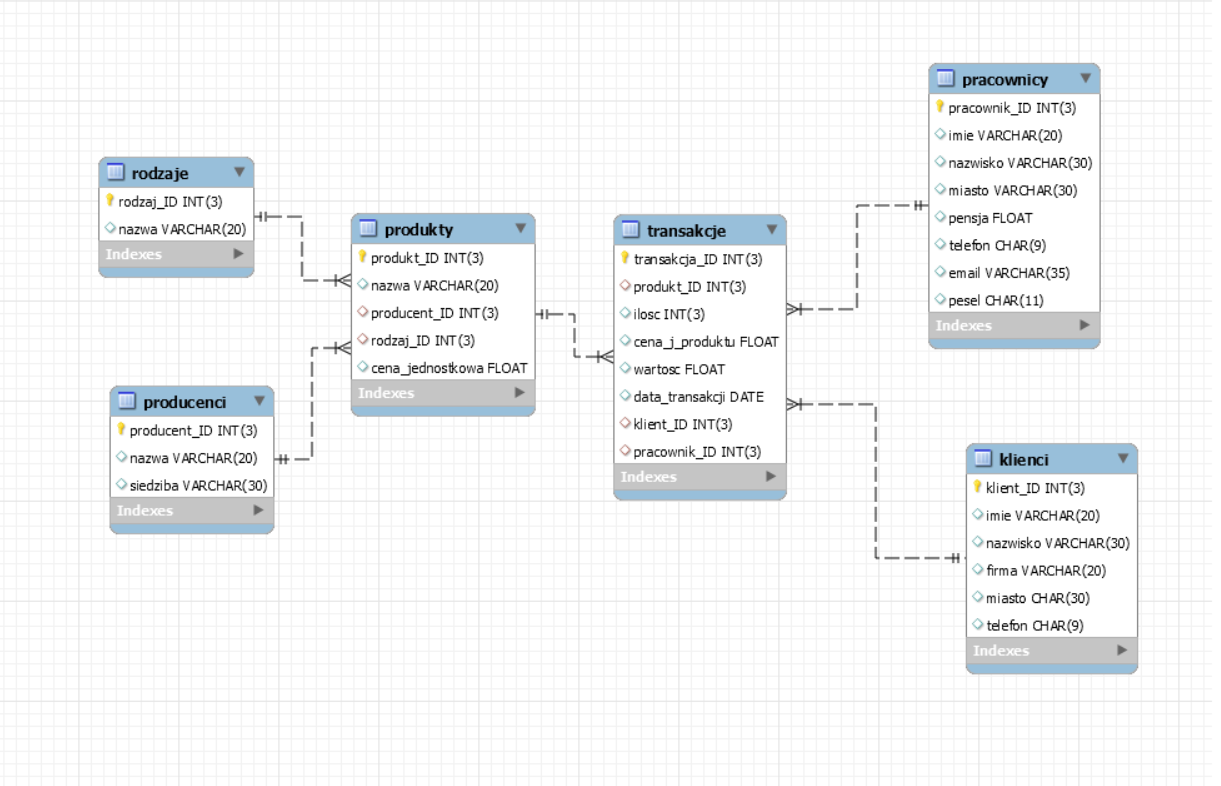 rodzaje
rodzaj_ID INT(3)
nazwa VARCHAR(20)
Indexes
producenci
producent_ID INT(3)
nazwa VARCHAR(20)
siedziba VARCHAR(30)
Indexes
produkty
produkt_ID INT(3)
nazwa VARCHAR(20)
producent_ID INT(3)
rodzaj_ID INT(3)
cena_jednostkowa FLOAT
Indexes
transakcje
transakcja_ID INT(3)
produkt_ID INT(3)
ilosc INT(3)
cena_j_produktu FLOAT
wartosc FLOAT
data_transakcji DATE
klient_ID INT(3)
pracownik_ID INT(3)
Indexes
pracownicy
pracownik_ID INT(3)
imie VARCHAR(20)
nazwisko VARCHAR(30)
miasto VARCHAR(30)
pensja FLOAT
telefon CHAR(9)
email VARCHAR(35)
pesel CHAR(11)
Indexes
klienci
klient_ID INT(3)
imie VARCHAR(20)
nazwisko VARCHAR(30)
firma VARCHAR(20)
miasto CHAR(30)
telefon CHAR(9)
Indexes